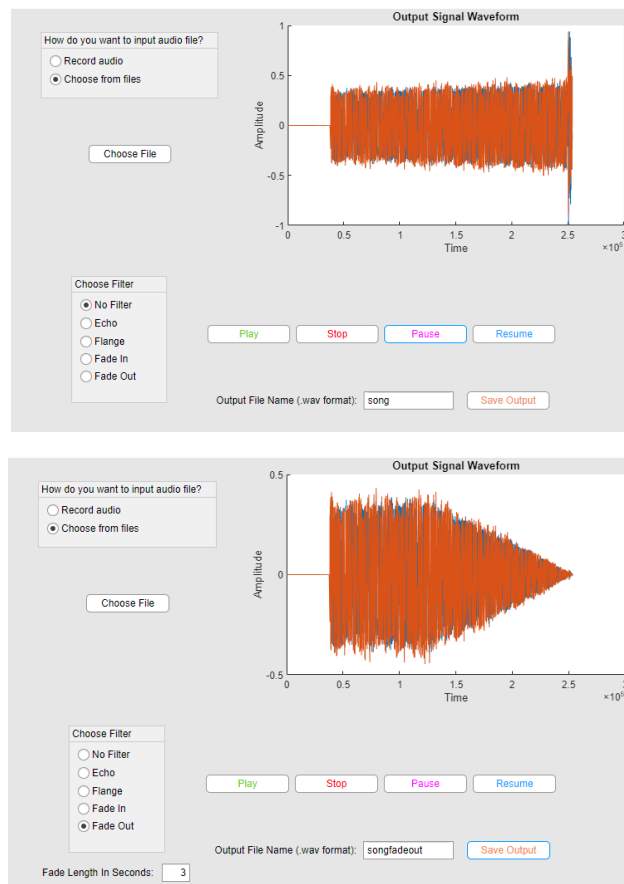 Output Signal Waveform
How do you want to input audio file?
Record audio
Choose from files
Choose File
Amplitude
1
0.5
0
-0.5
-1
0 0.5 1 1.5 2 2.5 3
Time
×10⁵
Choose Filter
No Filter
Echo
Flange
Fade In
Fade Out
Play Stop Pause Resume
Output File Name (.wav format): song Save Output
Output Signal Waveform
How do you want to input audio file?
Record audio
Choose from files
Choose File
Amplitude
0.5
0
-0.5
0 0.5 1 1.5 2 2.5 3
Time
×10⁵
Choose Filter
No Filter
Echo
Flange
Fade In
Fade Out
Play Stop Pause Resume
Output File Name (.wav format): songfadeout Save Output
Fade Length In Seconds: 3